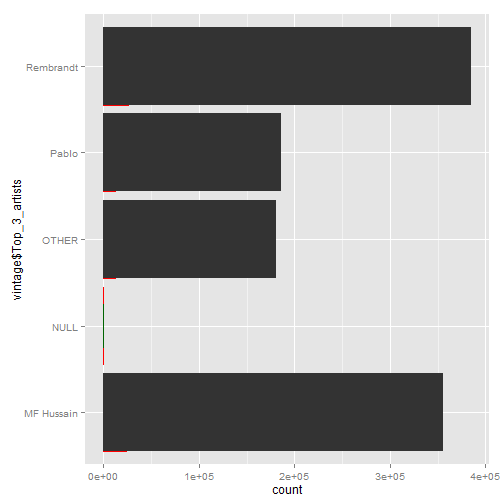 Rembrandt
Pablo
OTHER
NULL
MF Hussain
vintage$Top_3_artists
0e+00 1e+05 2e+05 3e+05 4e+05
count